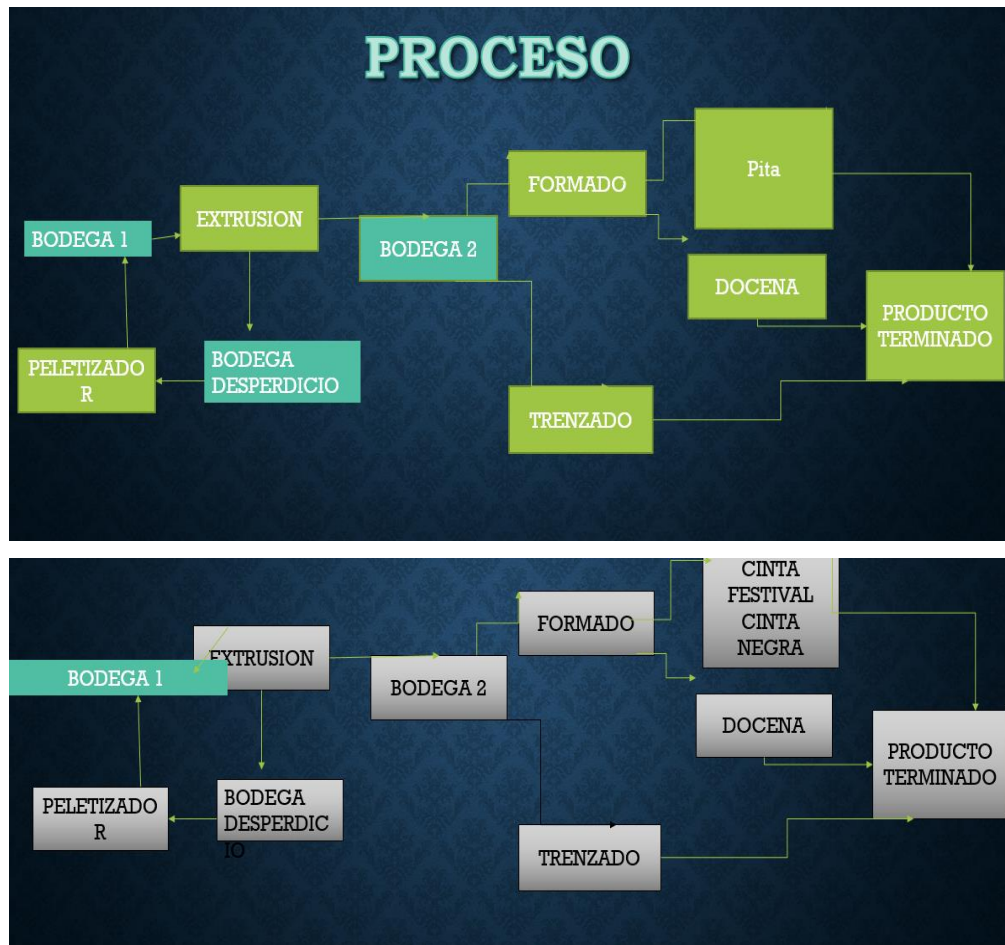 PROCESO
Pita
FORMADO
EXTRUSION
BODEGA 1
BODEGA 2
DOCENA
PRODUCTO
TERMINADO
BODEGA
DESPERDICIO
PELETIZADO
R
TRENZADO
CINTA
FESTIVAL
CINTA
NEGRA
FORMADO
EXTRUSION
BODEGA 1
BODEGA 2
DOCENA
PRODUCTO
TERMINADO
PELETIZADO
R
BODEGA
DESPERDIC
IO
TRENZADO